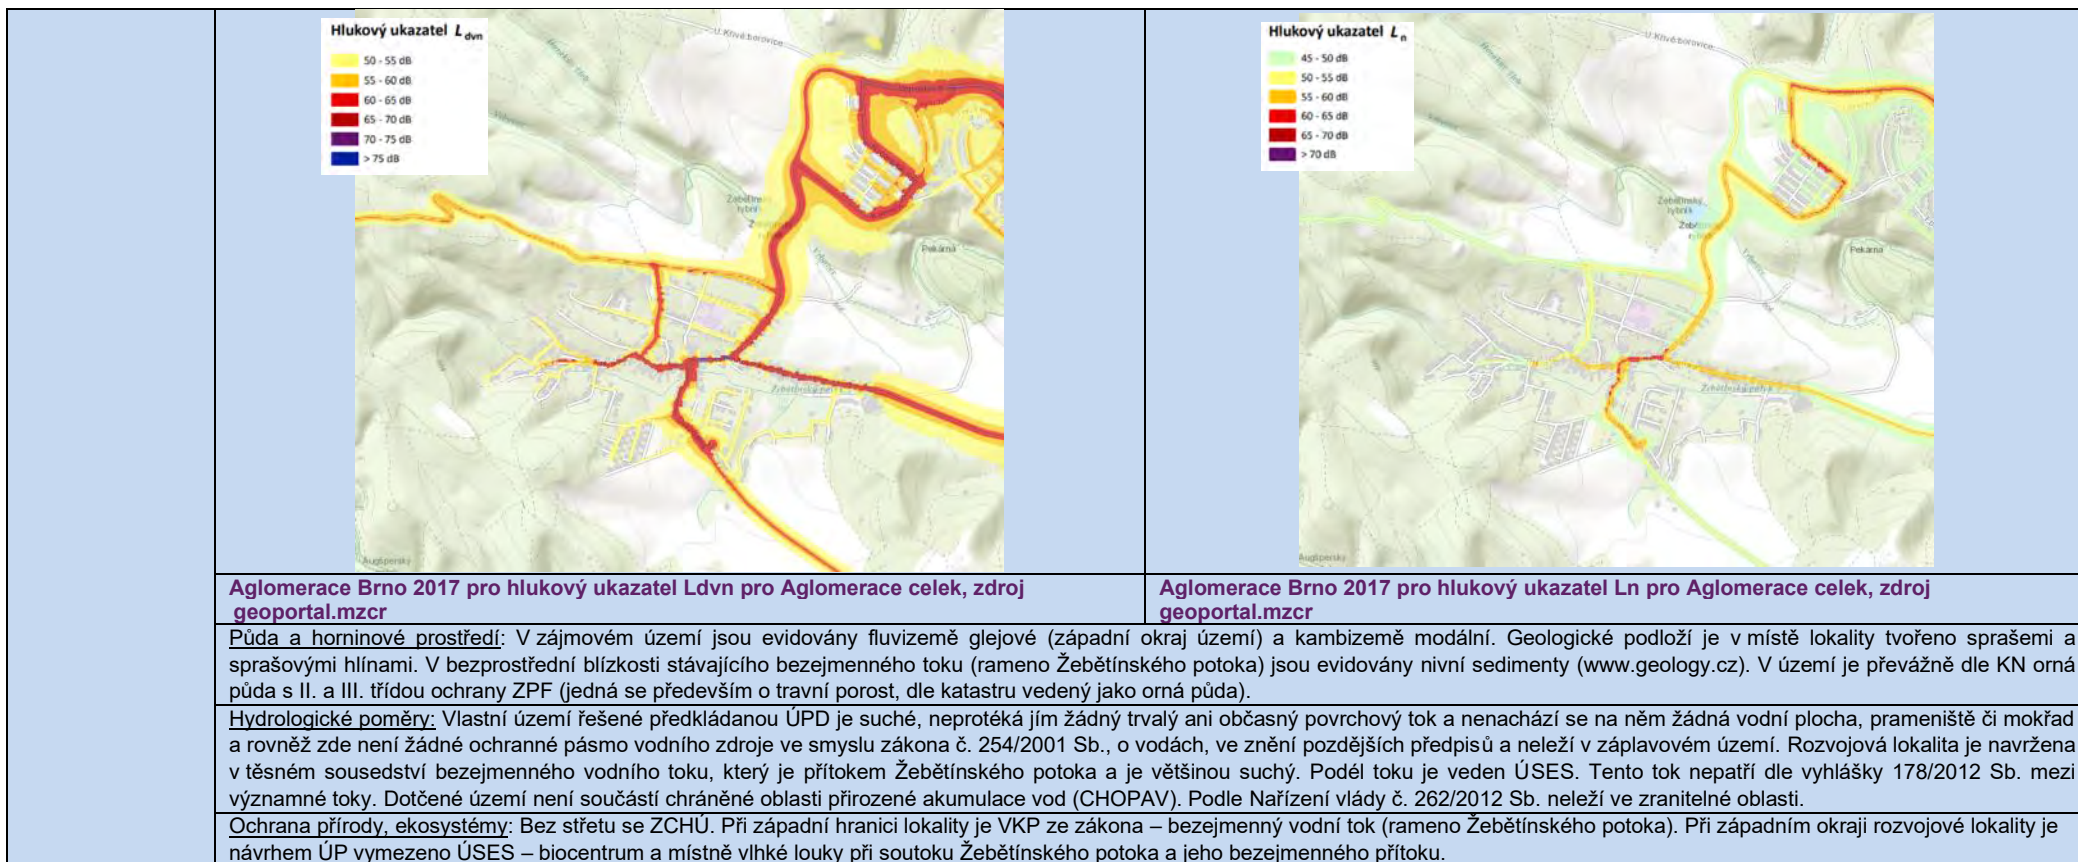 Hlukový ukazatel L dvn
50 - 55 dB
55 - 60 dB
60 - 65 dB
65 - 70 dB
70 - 75 dB
> 75 dB
U Křivé borovice
Pekárna
Augšperský
Hlukový ukazatel L n
45 - 50 dB
50 - 55 dB
55 - 60 dB
60 - 65 dB
65 - 70 dB
> 70 dB
U Křivé borovice
Žebětínský
rybník
Pekárna
Augšperský
Aglomerace Brno 2017 pro hlukový ukazatel Ldvn pro Aglomerace celek, zdroj
geoportal.mzcr
Aglomerace Brno 2017 pro hlukový ukazatel Ln pro Aglomerace celek, zdroj
geoportal.mzcr
Půda a horninové prostředí: V zájmovém území jsou evidovány fluvizemě glejové (západní okraj území) a kambizemě modální. Geologické podloží je v místě lokality tvořeno sprašemi a
sprašovými hlínami. V bezprostřední blízkosti stávajícího bezejmenného toku (rameno Žebětínského potoka) jsou evidovány nivní sedimenty (www.geology.cz). V území je převážně dle KN orná
půda s II. a III. třídou ochrany ZPF (jedná se především o travní porost, dle katastru vedený jako orná půda).
Hydrologické poměry: Vlastní území řešené předkládanou ÚPD je suché, neprotéká jím žádný trvalý ani občasný povrchový tok a nenachází se na něm žádná vodní plocha, prameniště či mokřad
a rovněž zde není žádné ochranné pásmo vodního zdroje ve smyslu zákona č. 254/2001 Sb., o vodách, ve znění pozdějších předpisů a neleží v záplavovém území. Rozvojová lokalita je navržena
v těsném sousedství bezejmenného vodního toku, který je přítokem Žebětínského potoka a je většinou suchý. Podél toku je veden ÚSES. Tento tok nepatří dle vyhlášky 178/2012 Sb. mezi
významné toky. Dotčené území není součástí chráněné oblasti přirozené akumulace vod (CHOPAV). Podle Nařízení vlády č. 262/2012 Sb. neleží ve zranitelné oblasti.
Ochrana přírody, ekosystémy: Bez střetu se ZCHÚ. Při západní hranici lokality je VKP ze zákona – bezejmenný vodní tok (rameno Žebětínského potoka). Při západním okraji rozvojové lokality je
návrhem ÚP vymezeno ÚSES – biocentrum a místně vlhké louky při soutoku Žebětínského potoka a jeho bezejmenného přítoku.